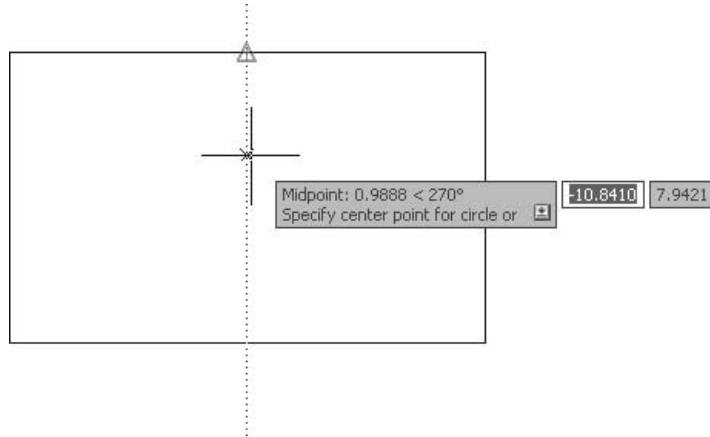 Midpoint: 0.9888 < 270°
Specify center point for circle or
-10.8410
7.9421